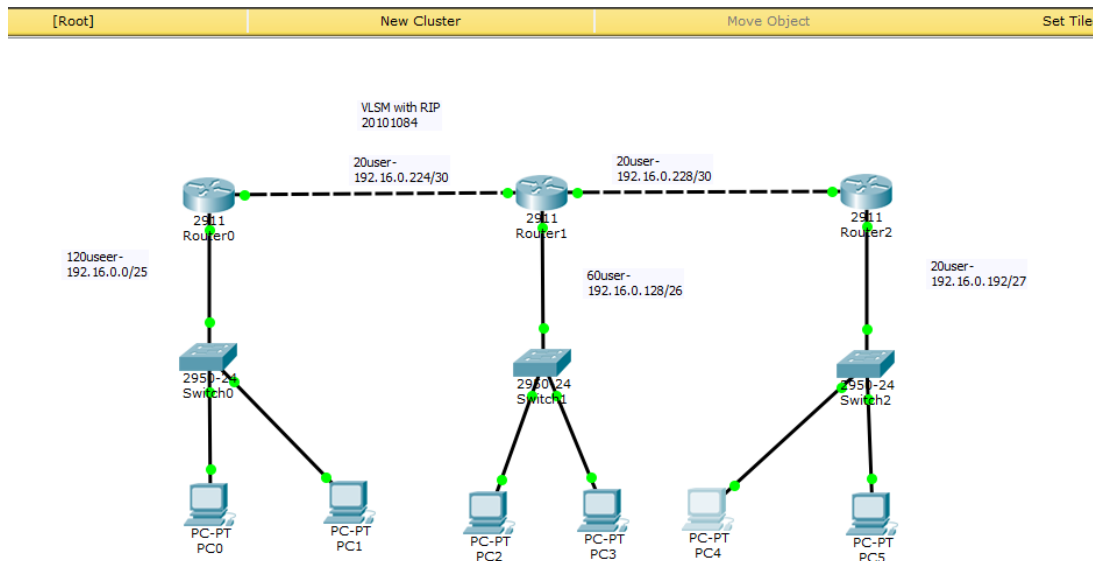 [Root] New Cluster Move Object Set Tile
VLSM with RIP
20101084
20user-
192.16.0.224/30
20user-
192.16.0.228/30
2911
Router0
2911
Router1
2911
Router2
120useer-
192.16.0.0/25
60user-
192.16.0.128/26
20user-
192.16.0.192/27
2950-24
Switch0
2950-24
Switch1
2950-24
Switch2
PC-PT
PC0
PC-PT
PC1
PC-PT
PC2
PC-PT
PC3
PC-PT
PC4
PC-PT
PC5